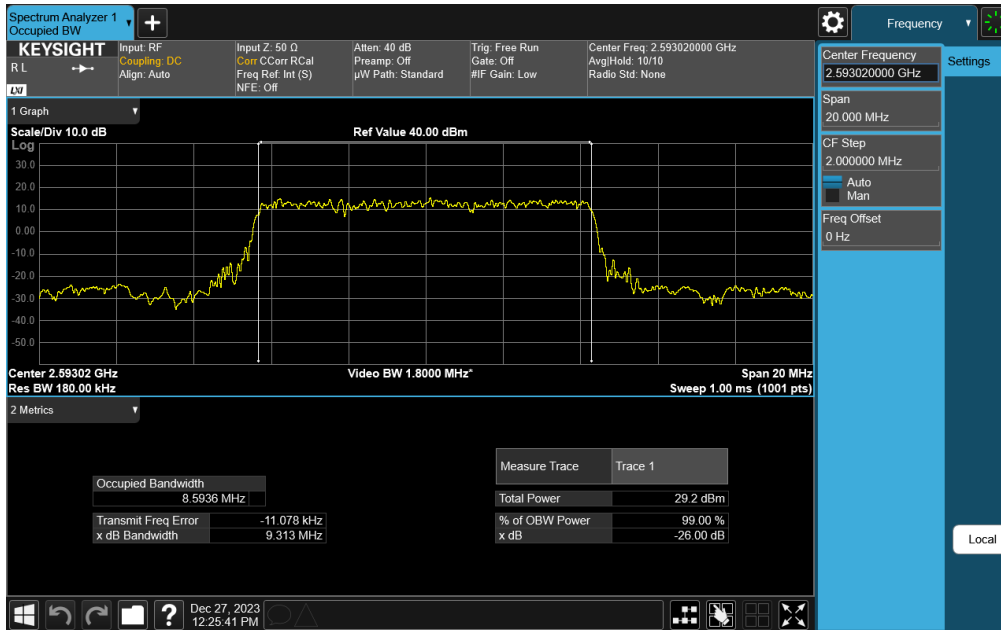 Spectrum Analyzer 1
Occupied BW
Frequency
KEYSIGHT
R L
LXI
Input: RF
Coupling: DC
Align: Auto
Input Z: 50 Ω
Corr CCorr RCal
Freq Ref: Int (S)
NFE: Off
Atten: 40 dB
Preamp: Off
µW Path: Standard
Trig: Free Run
Gate: Off
#IF Gain: Low
Center Freq: 2.593020000 GHz
Avg|Hold: 10/10
Radio Std: None
Center Frequency
2.593020000 GHz
Settings
Span
20.000 MHz
CF Step
2.000000 MHz
Auto
Man
Freq Offset
0 Hz
Local
1 Graph
Scale/Div 10.0 dB
Ref Value 40.00 dBm
Log
30.0
20.0
10.0
0.00
-10.0
-20.0
-30.0
-40.0
-50.0
Center 2.59302 GHz
Video BW 1.8000 MHz*
Span 20 MHz
Res BW 180.00 kHz
Sweep 1.00 ms (1001 pts)
2 Metrics
Measure Trace
Trace 1
Occupied Bandwidth
8.5936 MHz
Total Power
29.2 dBm
Transmit Freq Error
-11.078 kHz
% of OBW Power
99.00 %
x dB Bandwidth
9.313 MHz
x dB
-26.00 dB
?
Dec 27, 2023
12:25:41 PM